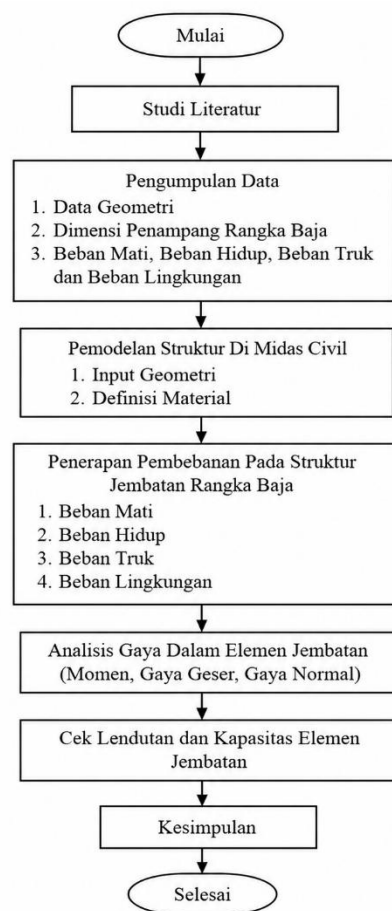 Mulai
Studi Literatur
Pengumpulan Data
1. Data Geometri
2. Dimensi Penampang Rangka Baja
3. Beban Mati, Beban Hidup, Beban Truk
dan Beban Lingkungan
Pemodelan Struktur Di Midas Civil
1. Input Geometri
2. Definisi Material
Penerapan Pembebanan Pada Struktur
Jembatan Rangka Baja
1. Beban Mati
2. Beban Hidup
3. Beban Truk
4. Beban Lingkungan
Analisis Gaya Dalam Elemen Jembatan
(Momen, Gaya Geser, Gaya Normal)
Cek Lendutan dan Kapasitas Elemen
Jembatan
Kesimpulan
Selesai